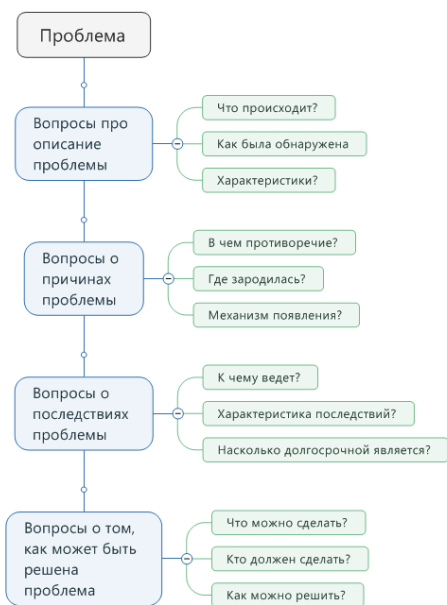 Проблема
Вопросы про
описание
проблемы
Что происходит?
Как была обнаружена
Характеристики?
Вопросы о
причинах
проблемы
В чем противоречие?
Где зародилась?
Механизм появления?
Вопросы о
последствиях
проблемы
К чему ведет?
Характеристика последствий?
Насколько долгосрочной является?
Вопросы о том,
как может быть
решена
проблема
Что можно сделать?
Кто должен сделать?
Как можно решить?